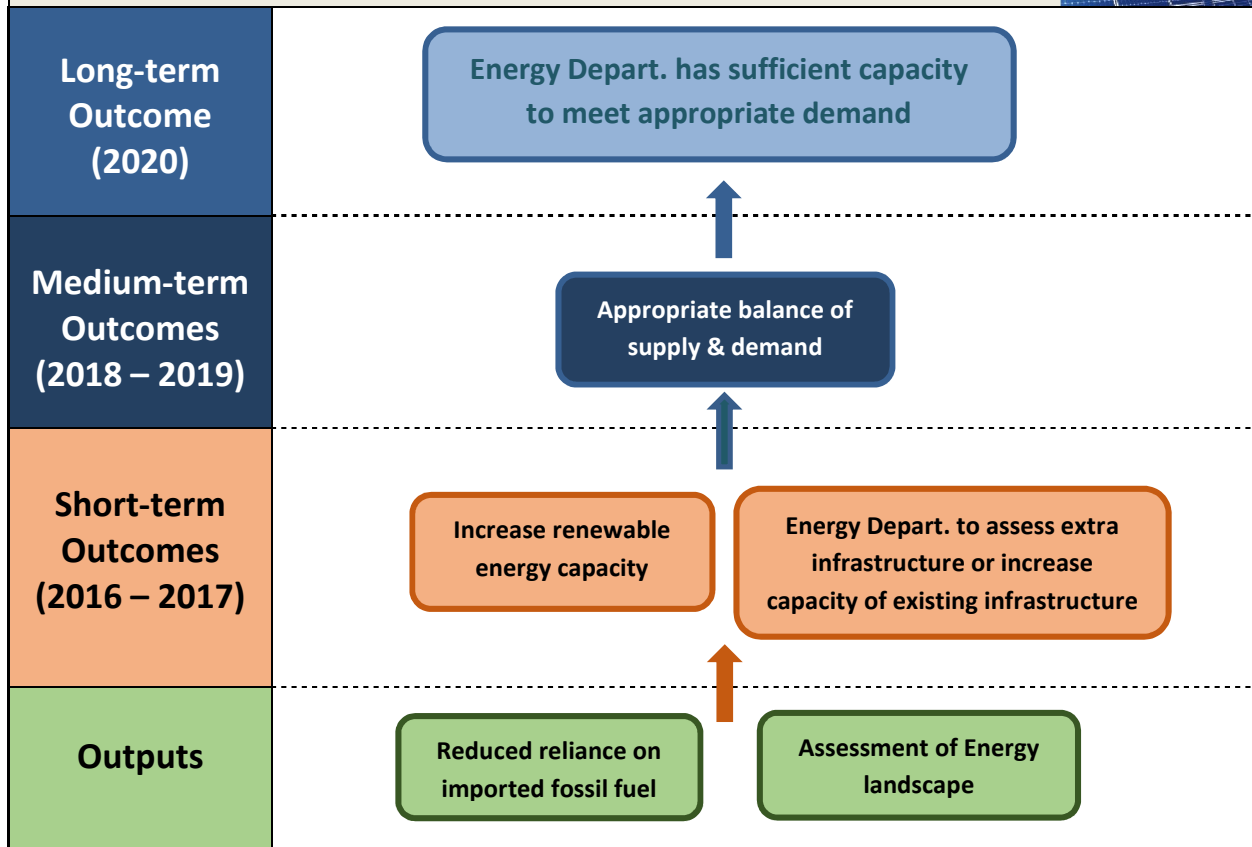 Long-term
Outcome
(2020)
Energy Depart. has sufficient capacity
to meet appropriate demand
Medium-term
Outcomes
(2018 – 2019)
Appropriate balance of
supply & demand
Short-term
Outcomes
(2016 – 2017)
Increase renewable
energy capacity
Energy Depart. to assess extra
infrastructure or increase
capacity of existing infrastructure
Outputs
Reduced reliance on
imported fossil fuel
Assessment of Energy
landscape